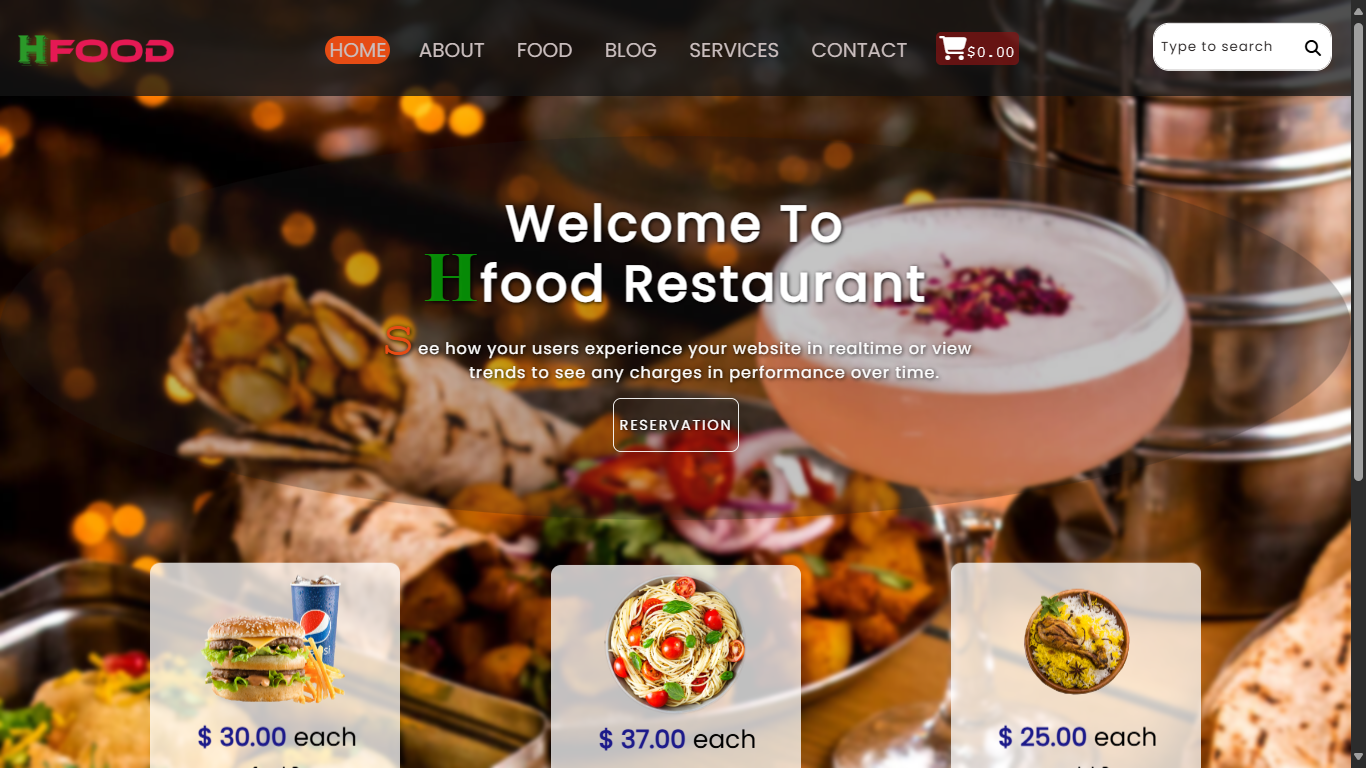 HFOOD
HOME ABOUT FOOD BLOG SERVICES CONTACT $0.00 Type to search
Welcome To
Hfood Restaurant
See how your users experience your website in realtime or view
trends to see any charges in performance over time.
RESERVATION
$ 30.00 each
$ 37.00 each
$ 25.00 each